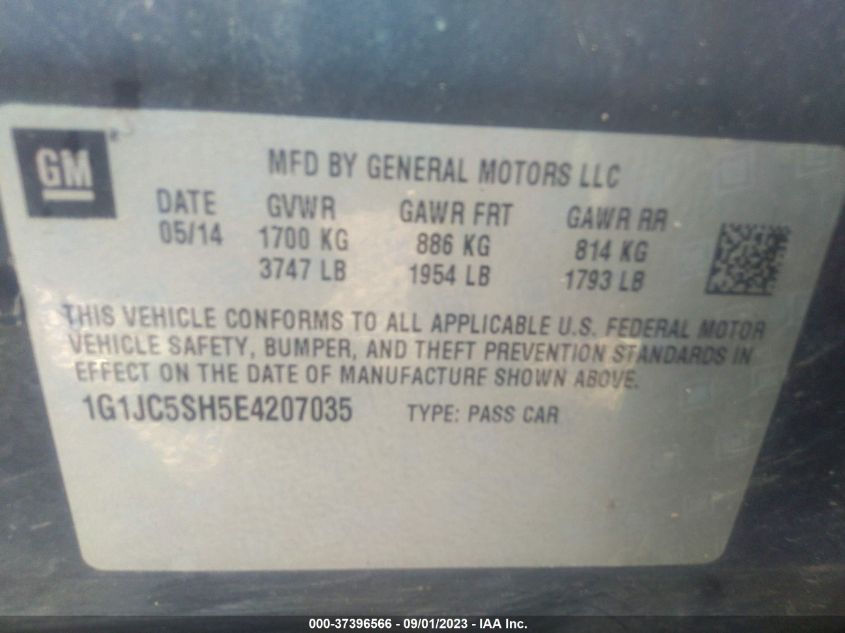 GM
MFD BY GENERAL MOTORS LLC
DATE GVWR GAWR FRT GAWR RR
05/14 1700 KG 886 KG 814 KG
3747 LB 1954 LB 1793 LB
THIS VEHICLE CONFORMS TO ALL APPLICABLE U.S. FEDERAL MOTOR
VEHICLE SAFETY, BUMPER, AND THEFT PREVENTION STANDARDS IN
EFFECT ON THE DATE OF MANUFACTURE SHOWN ABOVE.
1G1JC5SH5E4207035 TYPE: PASS CAR
000-37396566 - 09/01/2023 - IAA Inc.